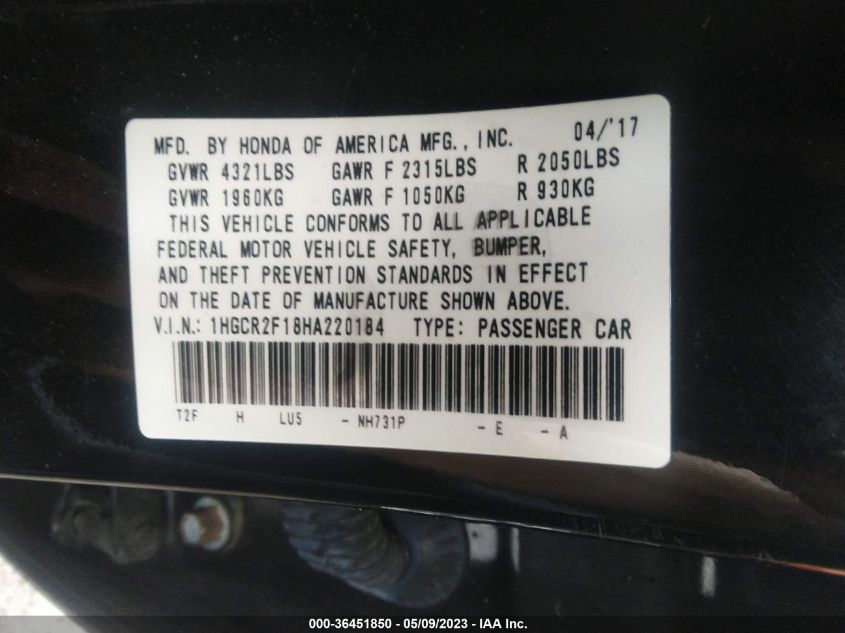 MFD. BY HONDA OF AMERICA MFG., INC. 04/'17
GVWR 4321LBS GAWR F 2315LBS R 2050LBS
GVWR 1960KG GAWR F 1050KG R 930KG
THIS VEHICLE CONFORMS TO ALL APPLICABLE
FEDERAL MOTOR VEHICLE SAFETY, BUMPER,
AND THEFT PREVENTION STANDARDS IN EFFECT
ON THE DATE OF MANUFACTURE SHOWN ABOVE.
V.I.N.: 1HGCR2F18HA220184 TYPE: PASSENGER CAR
T2F H LU5 - NH731P - E - A
000-36451850 - 05/09/2023 - IAA Inc.